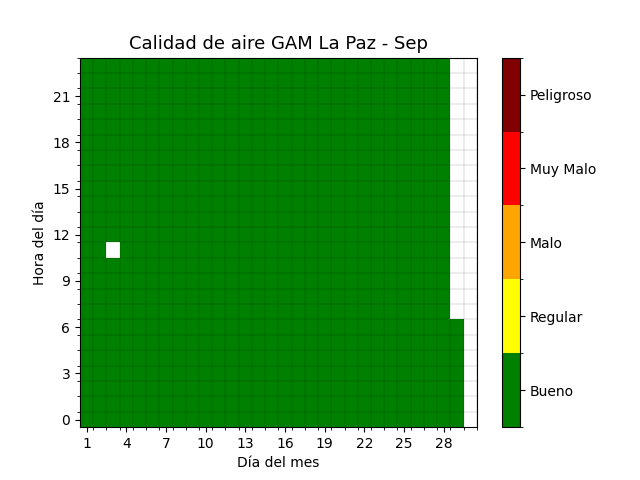 Calidad de aire GAM La Paz - Sep
Hora del día
21
18
15
12
9
6
3
0
1 4 7 10 13 16 19 22 25 28
Día del mes
Peligroso
Muy Malo
Malo
Regular
Bueno